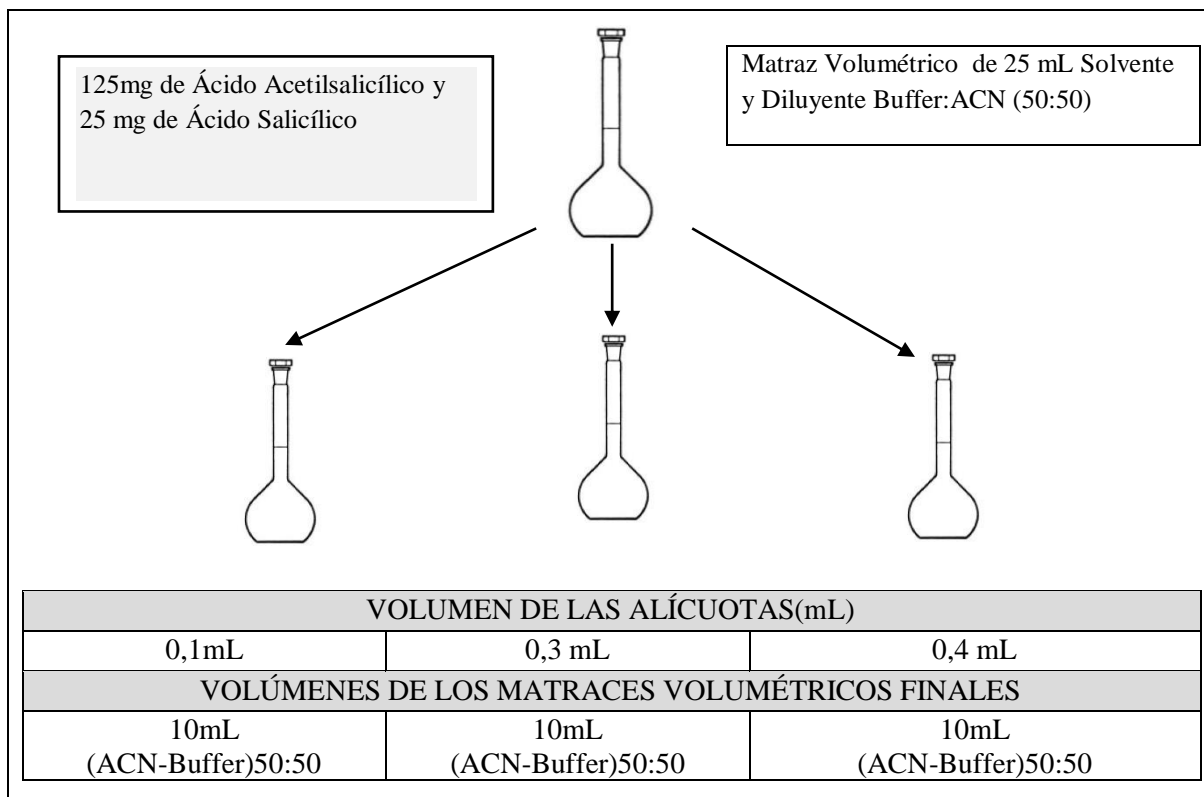 125mg de Ácido Acetilsalicílico y
25 mg de Ácido Salicílico
Matraz Volumétrico de 25 mL Solvente
y Diluyente Buffer:ACN (50:50)
VOLUMEN DE LAS ALÍCUOTAS(mL)
0,1mL 0,3 mL 0,4 mL
VOLÚMENES DE LOS MATRACES VOLUMÉTRICOS FINALES
10mL 10mL 10mL
(ACN-Buffer)50:50 (ACN-Buffer)50:50 (ACN-Buffer)50:50